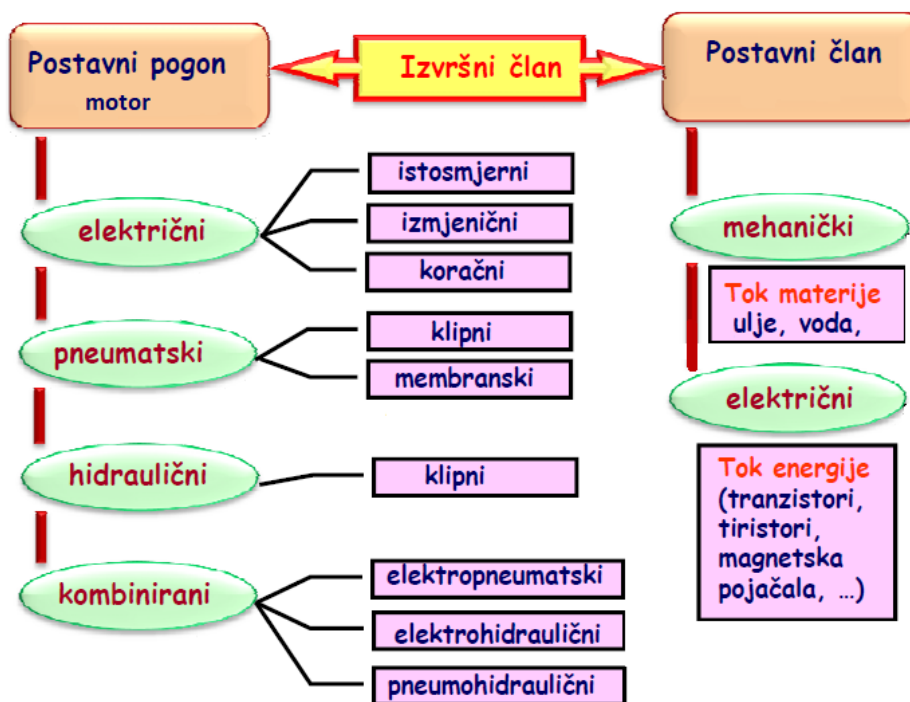 Postavni pogon
motor
Izvršni član
Postavni član
električni
istosmjerni
izmjenični
koračni
pneumatski
klipni
membranski
hidraulični
klipni
kombinirani
elektropneumatski
elektrohidraulični
pneumohidraulični
mehanički
Tok materije
ulje, voda,
električni
Tok energije
(tranzistori,
tiristori,
magnetska
pojačala, …)